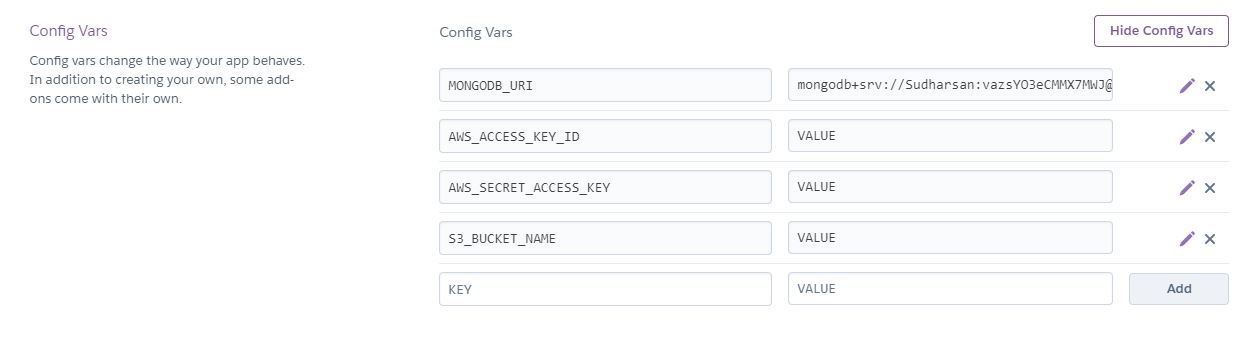 Config Vars
Config vars change the way your app behaves.
In addition to creating your own, some add-
ons come with their own.
Config Vars
Hide Config Vars
MONGODB_URI
mongodb+srv://Sudharsan:vazsYO3eCMMX7MWJ@
AWS_ACCESS_KEY_ID
VALUE
AWS_SECRET_ACCESS_KEY
VALUE
S3_BUCKET_NAME
VALUE
KEY
VALUE
Add